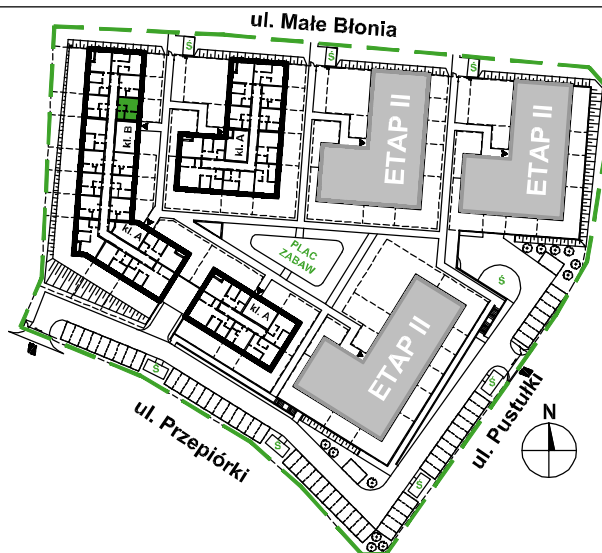 ul. Małe Błonia
Ś
Ś
Ś
kl. B
kl. A
ETAP II
ETAP II
kl. A
PLAC
ZABAW
Ś
kl. A
ETAP II
Ś
Ś
ul. Przepiórki
ul. Pustułki
N
Ś
Ś